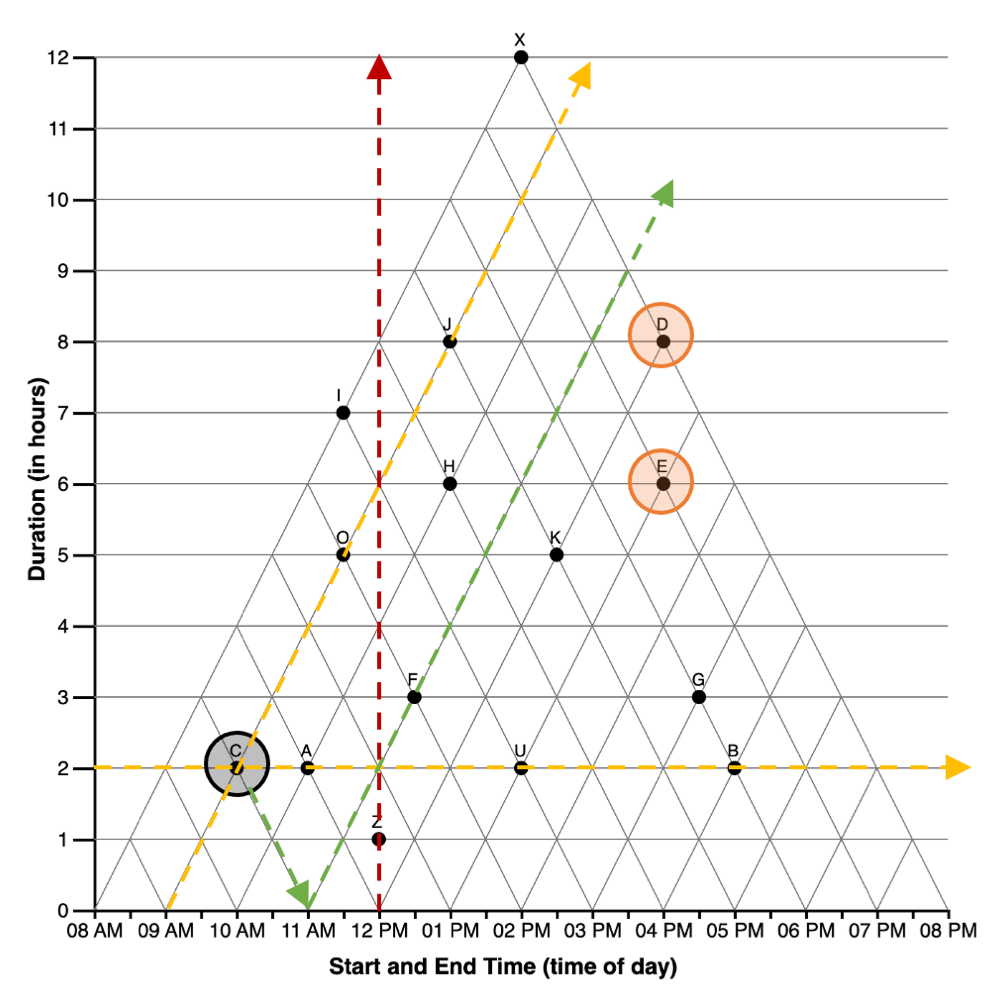 X
12
11
10
9
J
D
8
I
7
H
E
6
O
K
5
4
F
G
3
C A U B
2
Z
1
0
08 AM 09 AM 10 AM 11 AM 12 PM 01 PM 02 PM 03 PM 04 PM 05 PM 06 PM 07 PM 08 PM
Start and End Time (time of day)
Duration (in hours)